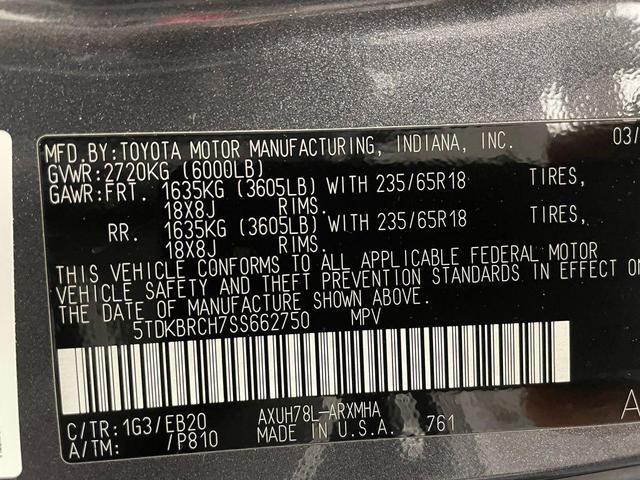 MFD.BY:TOYOTA MOTOR MANUFACTURING, INDIANA, INC. 03/
GVWR:2720KG (6000LB)
GAWR:FRT. 1635KG (3605LB) WITH 235/65R18 TIRES,
18X8J RIMS.
RR. 1635KG (3605LB) WITH 235/65R18 TIRES,
18X8J RIMS.
THIS VEHICLE CONFORMS TO ALL APPLICABLE FEDERAL MOTOR
VEHICLE SAFETY AND THEFT PREVENTION STANDARDS IN EFFECT ON
THE DATE OF MANUFACTURE SHOWN ABOVE.
5TDKBRCH7SS662750 MPV
C/TR:1G3/EB20 AXUH78L-ARXMHA
A/TM: /P810 MADE IN U.S.A. 761